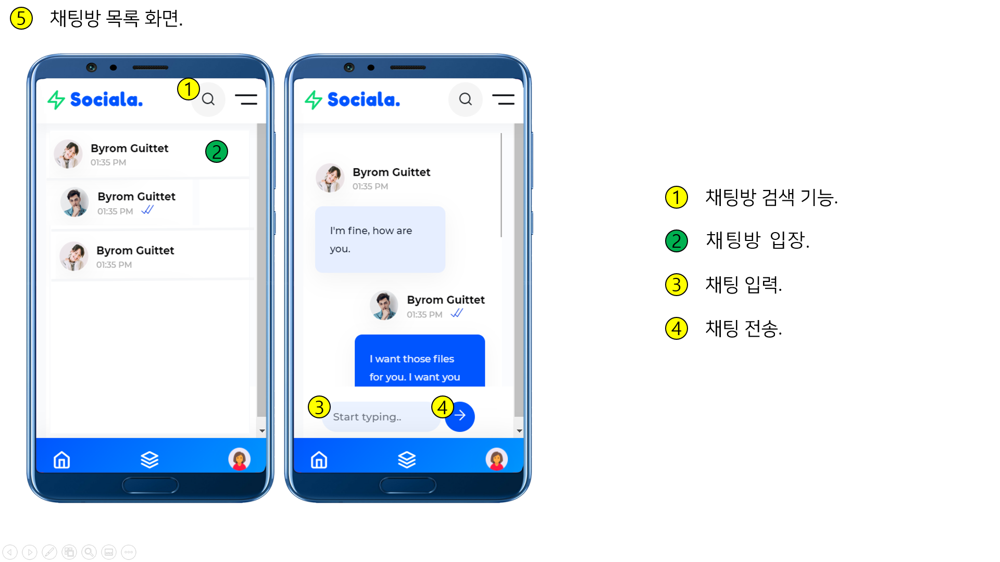 5 채팅방 목록 화면.
1
Sociala.
Byrom Guittet
2
01:35 PM
Byrom Guittet
01:35 PM
Byrom Guittet
01:35 PM
Sociala.
Byrom Guittet
01:35 PM
I'm fine, how are
you.
Byrom Guittet
01:35 PM
I want those files
for you. I want you
3 Start typing.. 4
1 채팅방 검색 기능.
2 채팅방 입장.
3 채팅 입력.
4 채팅 전송.